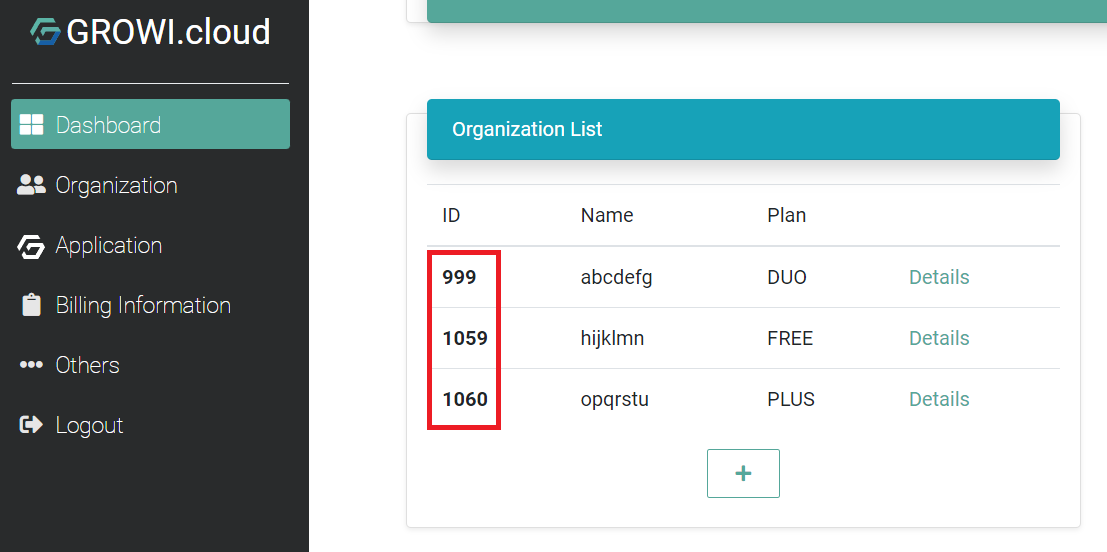 GROWI.cloud
Dashboard
Organization
Application
Billing Information
Others
Logout
Organization List
ID Name Plan
999 abcdefg DUO Details
1059 hijklmn FREE Details
1060 opqrstu PLUS Details
+